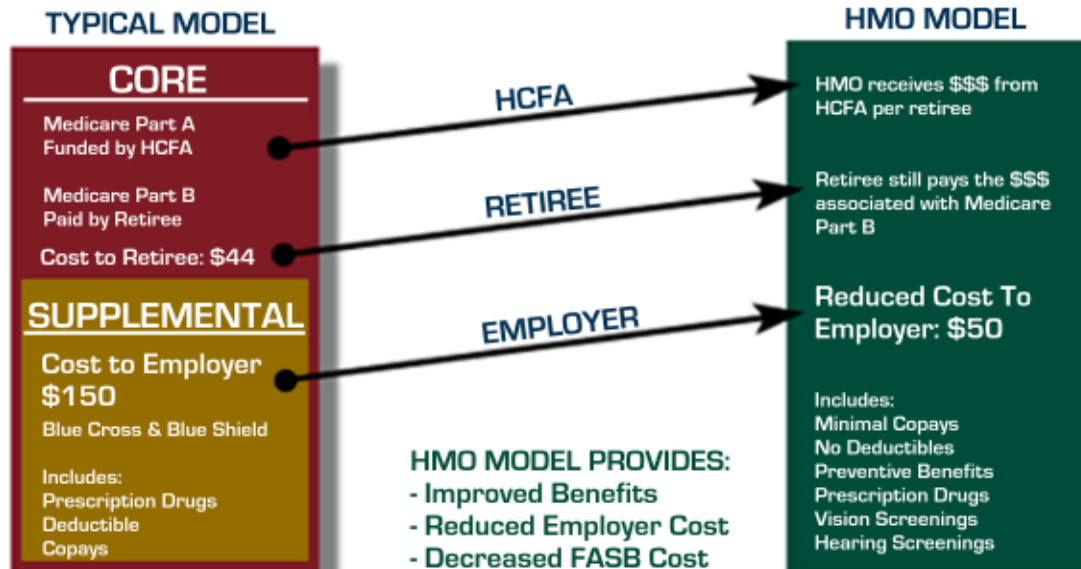 TYPICAL MODEL
CORE
Medicare Part A
Funded by HCFA
Medicare Part B
Paid by Retiree
Cost to Retiree: $44
SUPPLEMENTAL
Cost to Employer
$150
Blue Cross & Blue Shield
Includes:
Prescription Drugs
Deductible
Copays
HCFA
RETIREE
EMPLOYER
HMO MODEL PROVIDES:
- Improved Benefits
- Reduced Employer Cost
- Decreased FASB Cost
HMO MODEL
HMO receives $$$ from
HCFA per retiree
Retiree still pays the $$$
associated with Medicare
Part B
Reduced Cost To
Employer: $50
Includes:
Minimal Copays
No Deductibles
Preventive Benefits
Prescription Drugs
Vision Screenings
Hearing Screenings